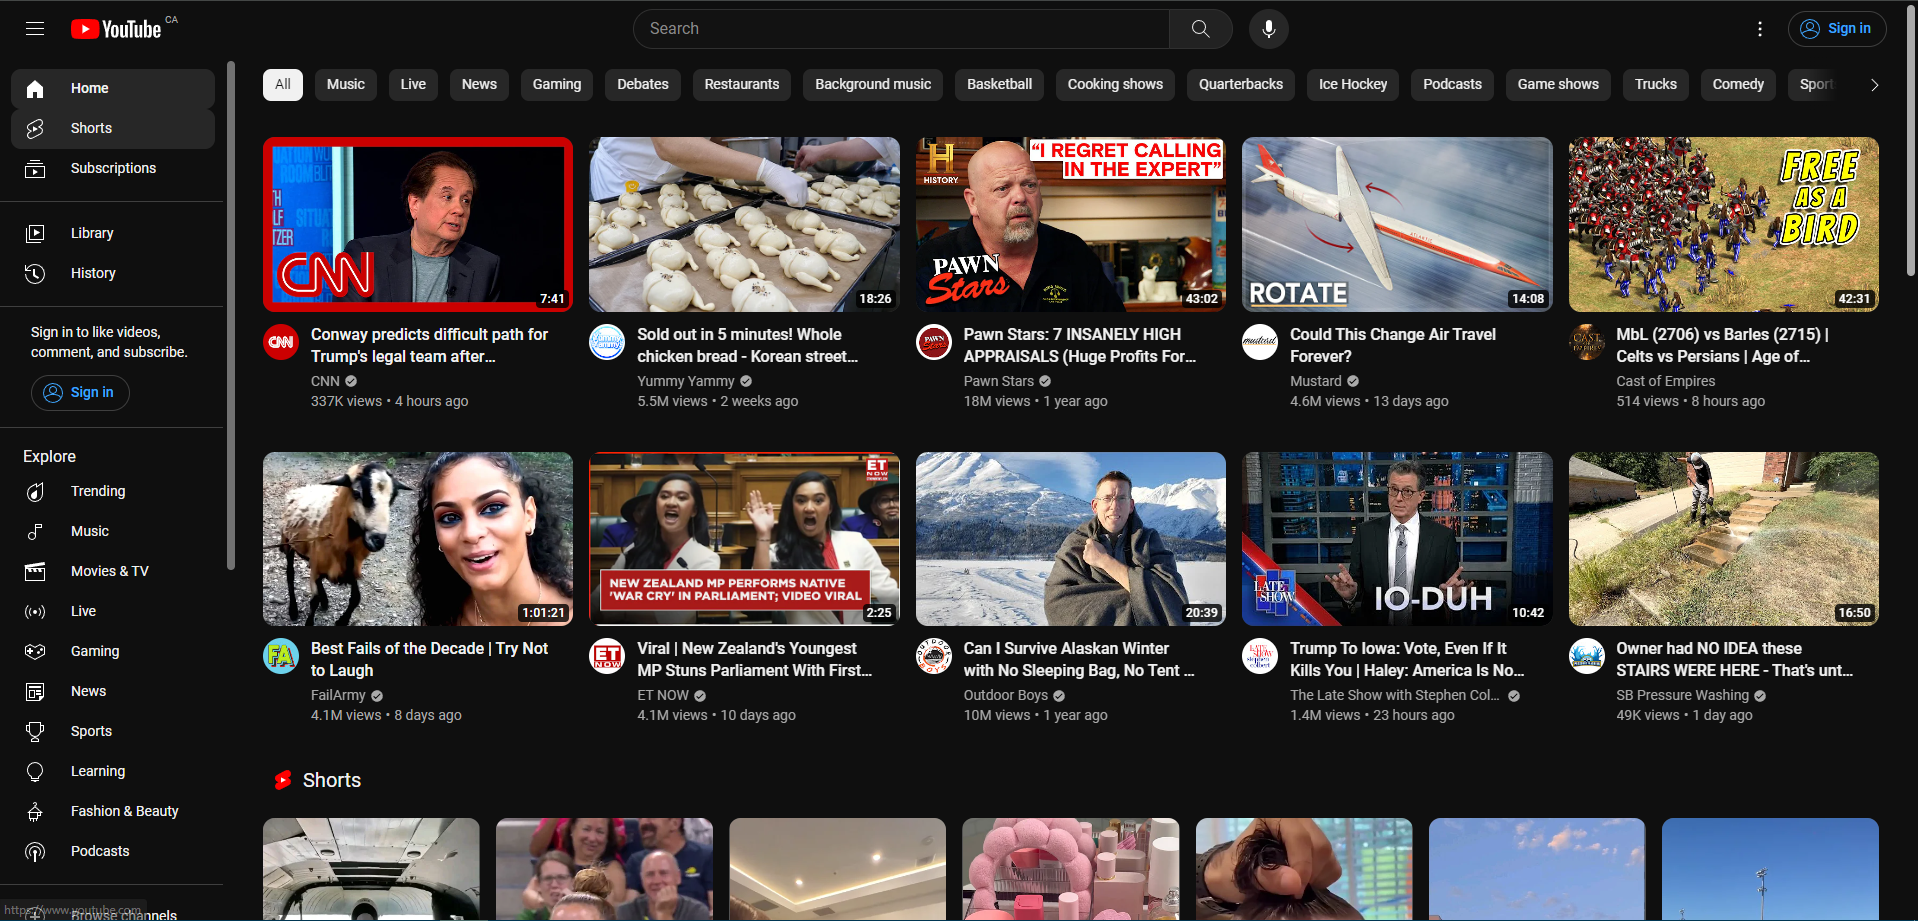 YouTube CA
Search
Sign in
Home
Shorts
Subscriptions
Library
History
Sign in to like videos,
comment, and subscribe.
Sign in
Explore
Trending
Music
Movies & TV
Live
Gaming
News
Sports
Learning
Fashion & Beauty
Podcasts
Browse channels
https://www.youtube.com
All
Music
Live
News
Gaming
Debates
Restaurants
Background music
Basketball
Cooking shows
Quarterbacks
Ice Hockey
Podcasts
Game shows
Trucks
Comedy
Sport
CNN
7:41
18:26
H
HISTORY
"I REGRET CALLING
IN THE EXPERT"
PAWN
Stars
43:02
ROTATE
14:08
FREE
AS A
BIRD
42:31
CNN
Conway predicts difficult path for
Trump's legal team after...
CNN
337K views • 4 hours ago
Sold out in 5 minutes! Whole
chicken bread - Korean street...
Yummy Yammy
5.5M views • 2 weeks ago
PAWN
Stars
Pawn Stars: 7 INSANELY HIGH
APPRAISALS (Huge Profits For...
Pawn Stars
18M views • 1 year ago
mustard
Could This Change Air Travel
Forever?
Mustard
4.6M views • 13 days ago
MbL (2706) vs Barles (2715) |
Celts vs Persians | Age of...
Cast of Empires
514 views • 8 hours ago
1:01:21
ET
NOW
NEW ZEALAND MP PERFORMS NATIVE
'WAR CRY' IN PARLIAMENT; VIDEO VIRAL
2:25
20:39
LATE
SHOW
IO-DUH
10:42
16:50
FA
Best Fails of the Decade | Try Not
to Laugh
FailArmy
4.1M views • 8 days ago
ET
NOW
Viral | New Zealand's Youngest
MP Stuns Parliament With First...
ET NOW
4.1M views • 10 days ago
Can I Survive Alaskan Winter
with No Sleeping Bag, No Tent ...
Outdoor Boys
10M views • 1 year ago
Trump To Iowa: Vote, Even If It
Kills You | Haley: America Is No...
The Late Show with Stephen Col...
1.4M views • 23 hours ago
Owner had NO IDEA these
STAIRS WERE HERE - That's unt...
SB Pressure Washing
49K views • 1 day ago
Shorts